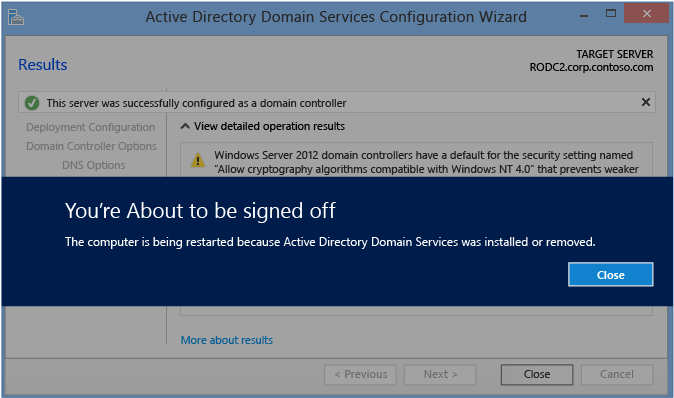 Active Directory Domain Services Configuration Wizard
Results
TARGET SERVER
RODC2.corp.contoso.com
This server was successfully configured as a domain controller
Deployment Configuration
Domain Controller Options
DNS Options
View detailed operation results
Windows Server 2012 domain controllers have a default for the security setting named
“Allow cryptography algorithms compatible with Windows NT 4.0” that prevents weaker
You’re About to be signed off
The computer is being restarted because Active Directory Domain Services was installed or removed.
Close
More about results
< Previous
Next >
Close
Cancel